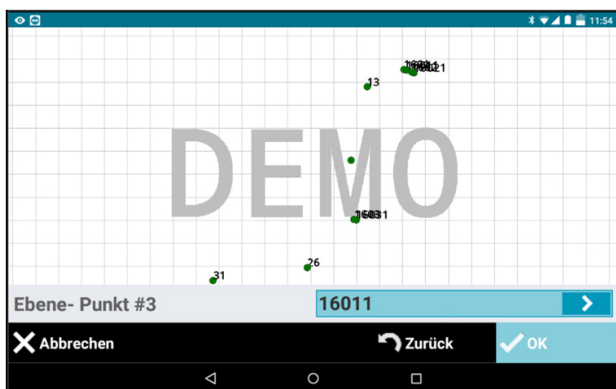 11:54
13
DEMO
26
31
Ebene- Punkt #3
16011
Abbrechen
Zurück
OK